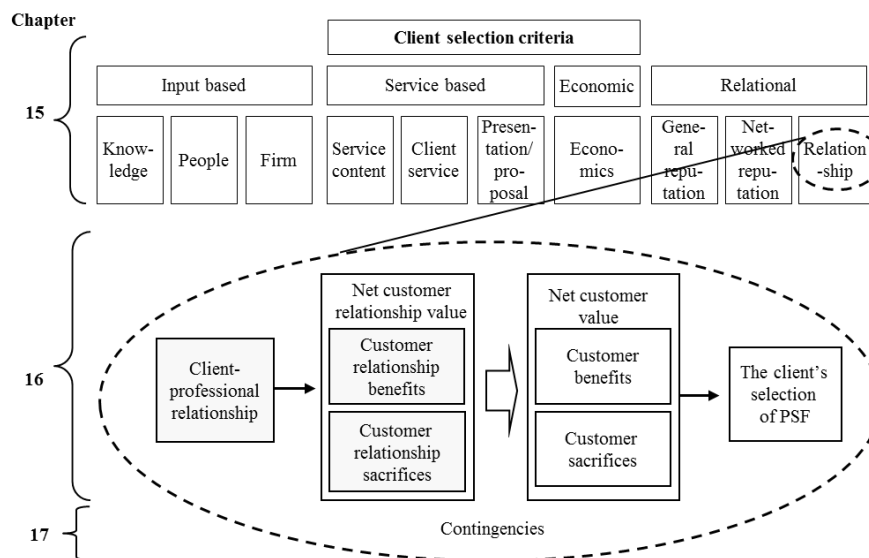 Chapter
Client selection criteria
Input based
Service based
Economic
Relational
15
Know-
ledge
People
Firm
Service
content
Client
service
Presen-
tation/
pro-
posal
Econo-
mics
Gene-
ral
repu-
tation
Net-
worked
repu-
tation
Relation
-ship
16
Client-
professional
relationship
Net customer
relationship value
Customer
relationship
benefits
Customer
relationship
sacrifices
Net customer
value
Customer
benefits
Customer
sacrifices
The client’s
selection
of PSF
17
Contingencies